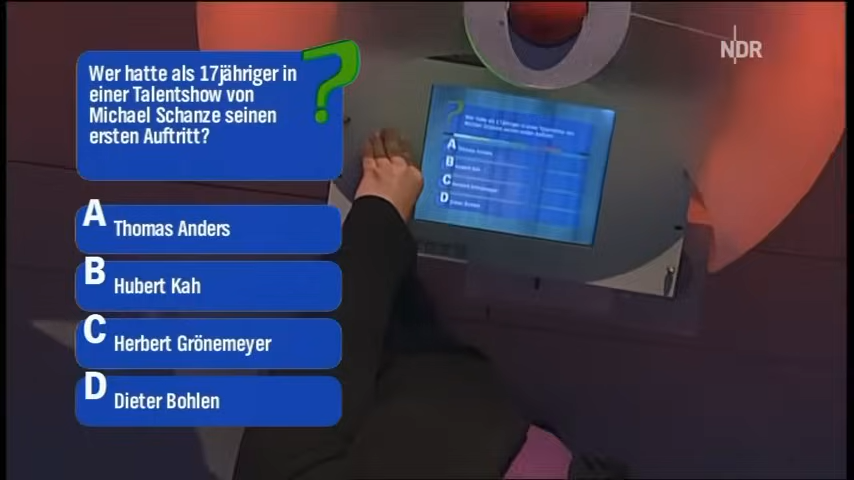 NDR
Wer hatte als 17jähriger in
einer Talentshow von
Michael Schanze seinen
ersten Auftritt?
A Thomas Anders
B Hubert Kah
C Herbert Grönemeyer
D Dieter Bohlen
A
B
C
D